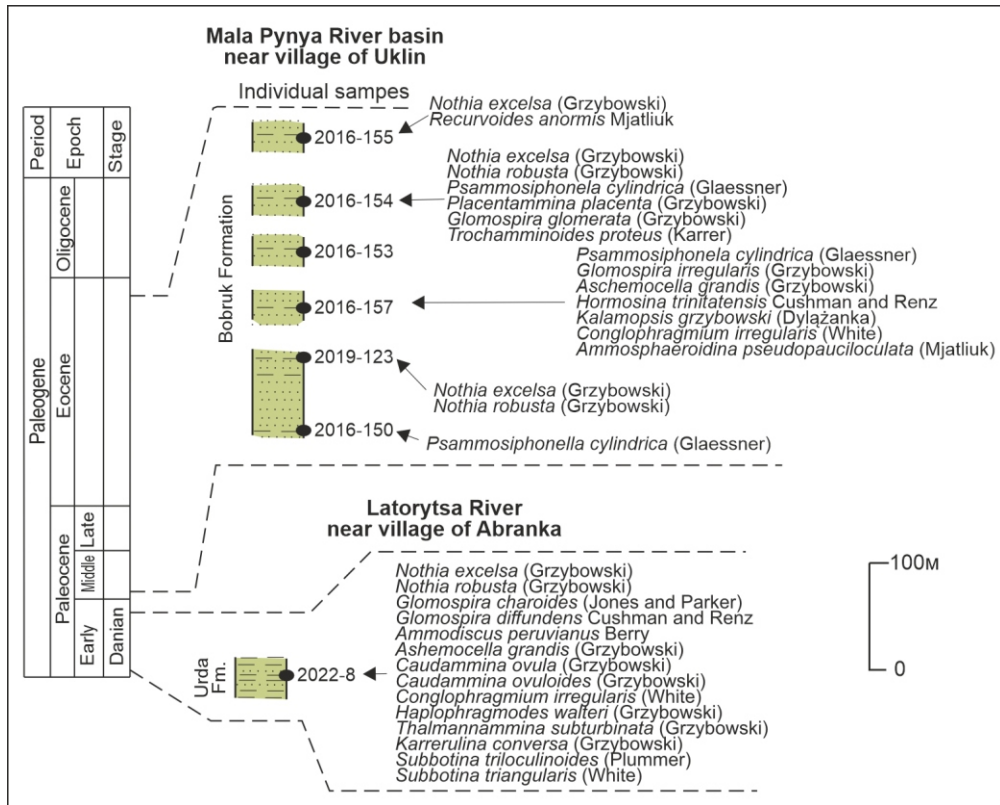 Mala Pynya River basin
near village of Uklin
Individual sampes
Period
Epoch
Stage
Paleogene
Oligocene
Eocene
Paleocene
Late
Middle
Early
Danian
Bobruk Formation
2016-155
Nothia excelsa (Grzybowski)
Recurvoides anormis Mjatliuk
2016-154
Nothia excelsa (Grzybowski)
Nothia robusta (Grzybowski)
Psammosiphonela cylindrica (Glaessner)
Placentammina placenta (Grzybowski)
Glomospira glomerata (Grzybowski)
Trochamminoides proteus (Karrer)
2016-153
2016-157
Psammosiphonela cylindrica (Glaessner)
Glomospira irregularis (Grzybowski)
Aschemocella grandis (Grzybowski)
Hormosina trinitatensis Cushman and Renz
Kalamopsis grzybowski (Dylążanka)
Conglophragmium irregularis (White)
Ammosphaeroidina pseudopauciloculata (Mjatliuk)
2019-123
Nothia excelsa (Grzybowski)
Nothia robusta (Grzybowski)
2016-150
Psammosiphonella cylindrica (Glaessner)
Latorytsa River
near village of Abranka
Urda
Fm.
2022-8
Nothia excelsa (Grzybowski)
Nothia robusta (Grzybowski)
Glomospira charoides (Jones and Parker)
Glomospira diffundens Cushman and Renz
Ammodiscus peruvianus Berry
Ashemocella grandis (Grzybowski)
Caudammina ovula (Grzybowski)
Caudammina ovuloides (Grzybowski)
Conglophragmium irregularis (White)
Haplophragmodes walteri (Grzybowski)
Thalmannammina subturbinata (Grzybowski)
Karrerulina conversa (Grzybowski)
Subbotina triloculinoides (Plummer)
Subbotina triangularis (White)
100м
0